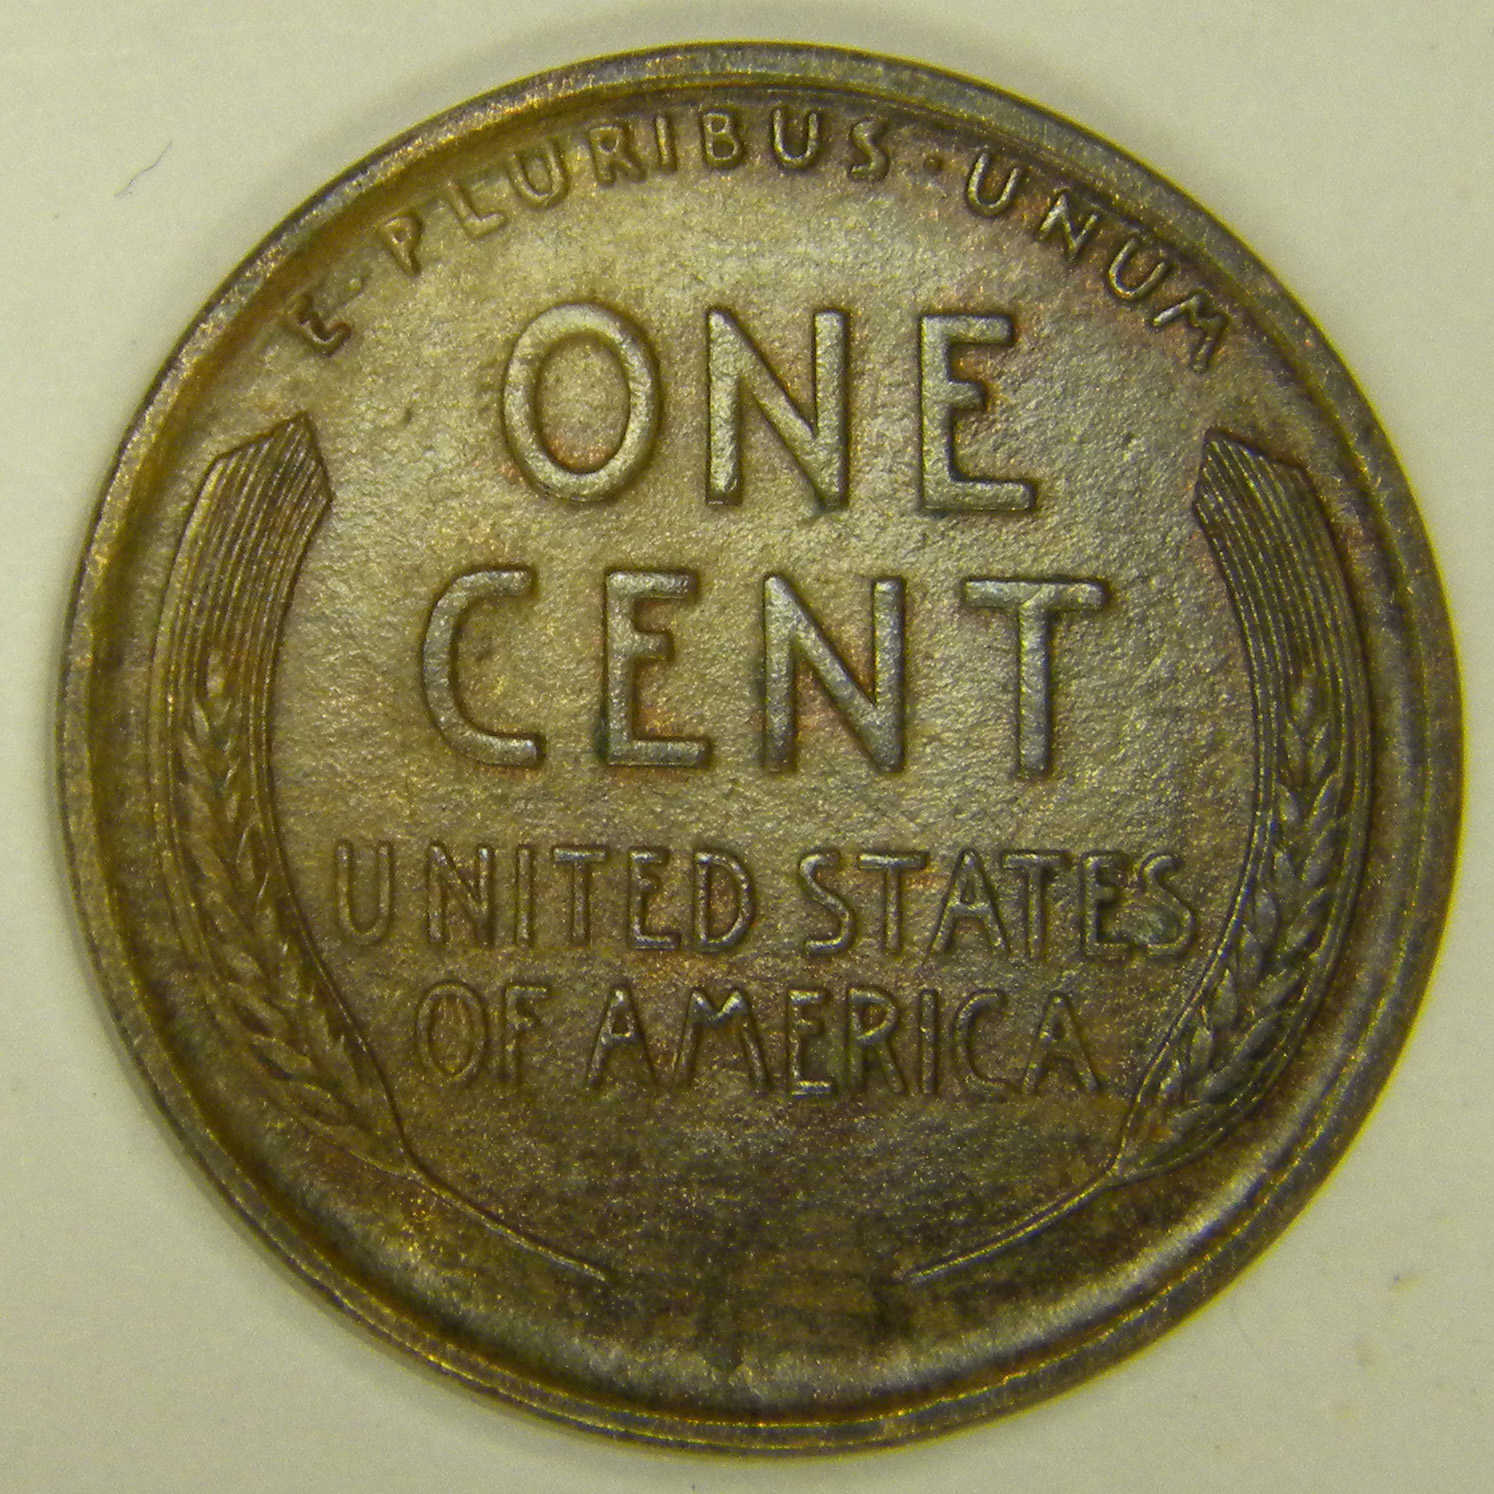 E · PLURIBUS · UNUM
ONE
CENT
UNITED STATES
OF AMERICA